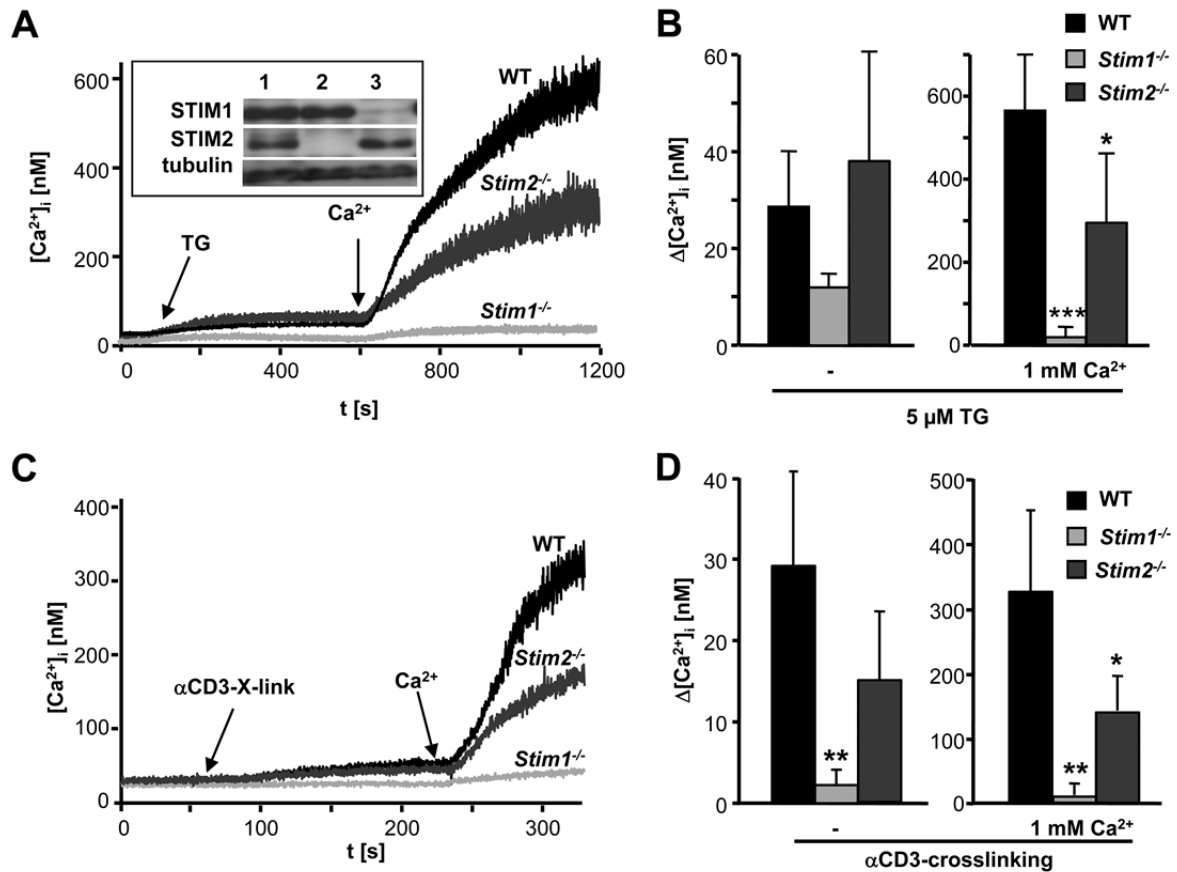 A
[Ca²⁺]ᵢ [nM]
600
400
200
0
1 2 3
STIM1
STIM2
tubulin
WT
Stim2⁻/⁻
Stim1⁻/⁻
TG
Ca²⁺
0 400 800 1200
t [s]
B
WT
Stim1⁻/⁻
Stim2⁻/⁻
Δ[Ca²⁺]ᵢ [nM]
60
40
20
0
600
400
200
0
***
*
- 1 mM Ca²⁺
5 µM TG
C
[Ca²⁺]ᵢ [nM]
400
300
200
100
0
WT
Stim2⁻/⁻
Stim1⁻/⁻
αCD3-X-link
Ca²⁺
0 100 200 300
t [s]
D
WT
Stim1⁻/⁻
Stim2⁻/⁻
Δ[Ca²⁺]ᵢ [nM]
40
30
20
10
0
**
500
400
300
200
100
0
**
*
- 1 mM Ca²⁺
αCD3-crosslinking